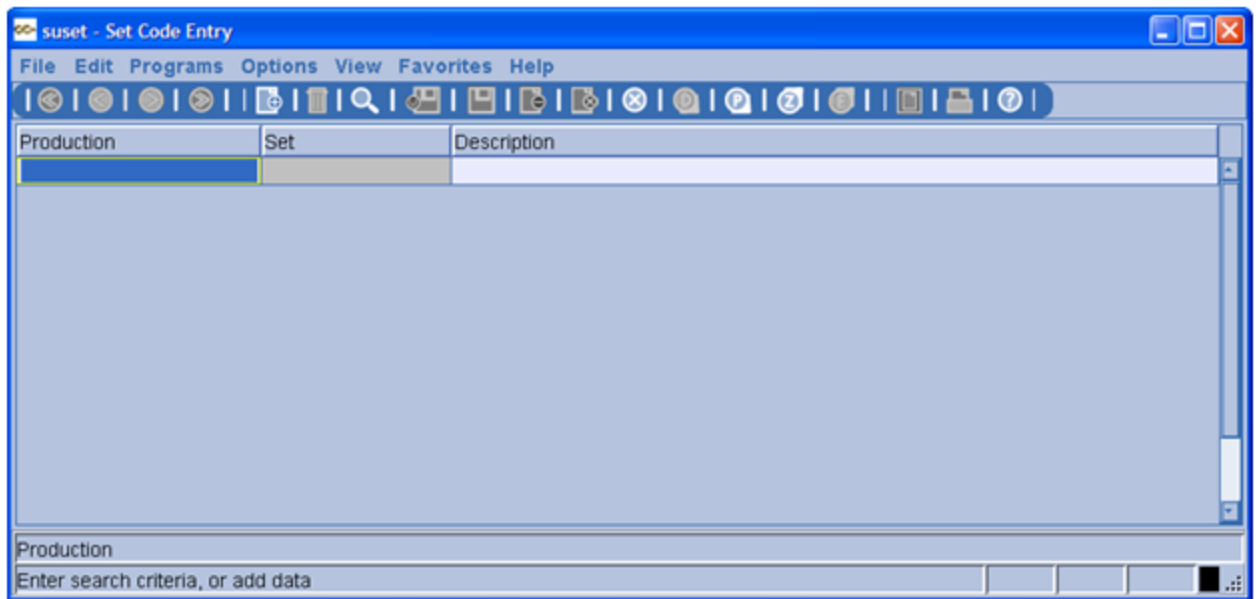 suset - Set Code Entry
File Edit Programs Options View Favorites Help
Production Set Description
Production
Enter search criteria, or add data